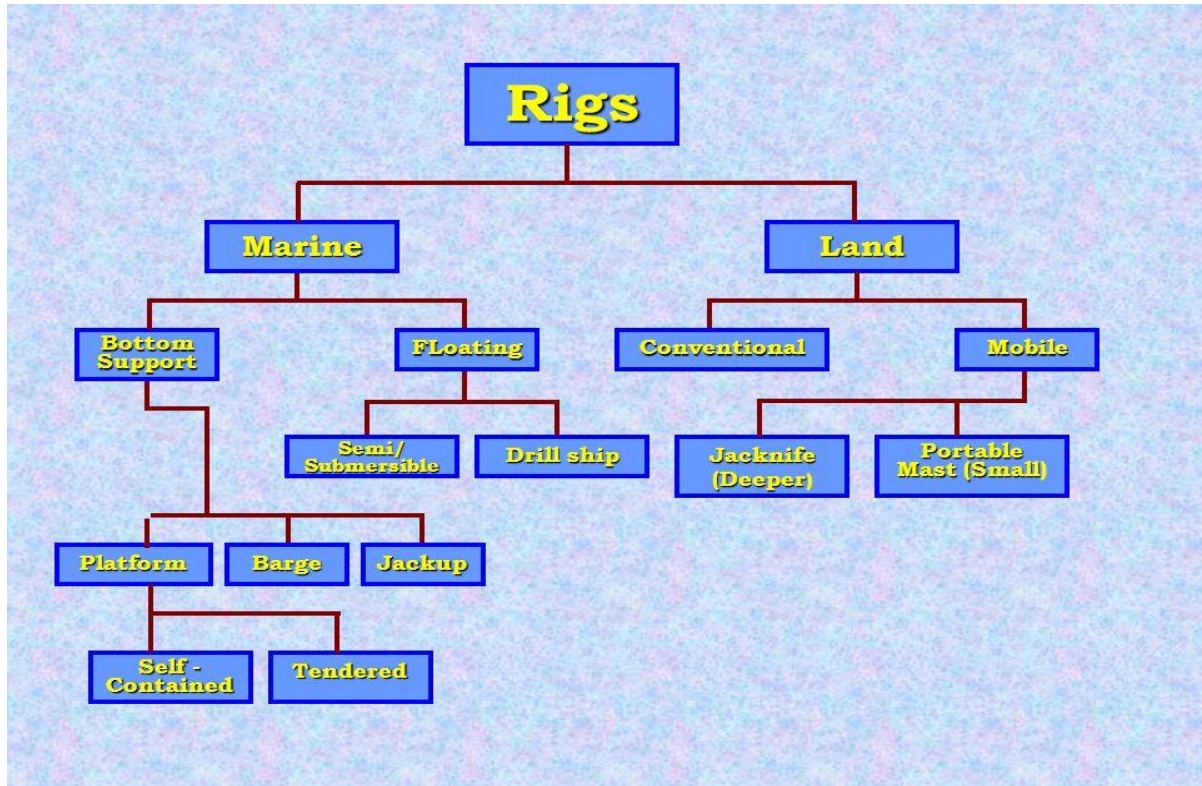 Rigs
Marine
Land
Bottom
Support
FLoating
Conventional
Mobile
Semi/
Submersible
Drill ship
Jacknife
(Deeper)
Portable
Mast (Small)
Platform
Barge
Jackup
Self -
Contained
Tendered